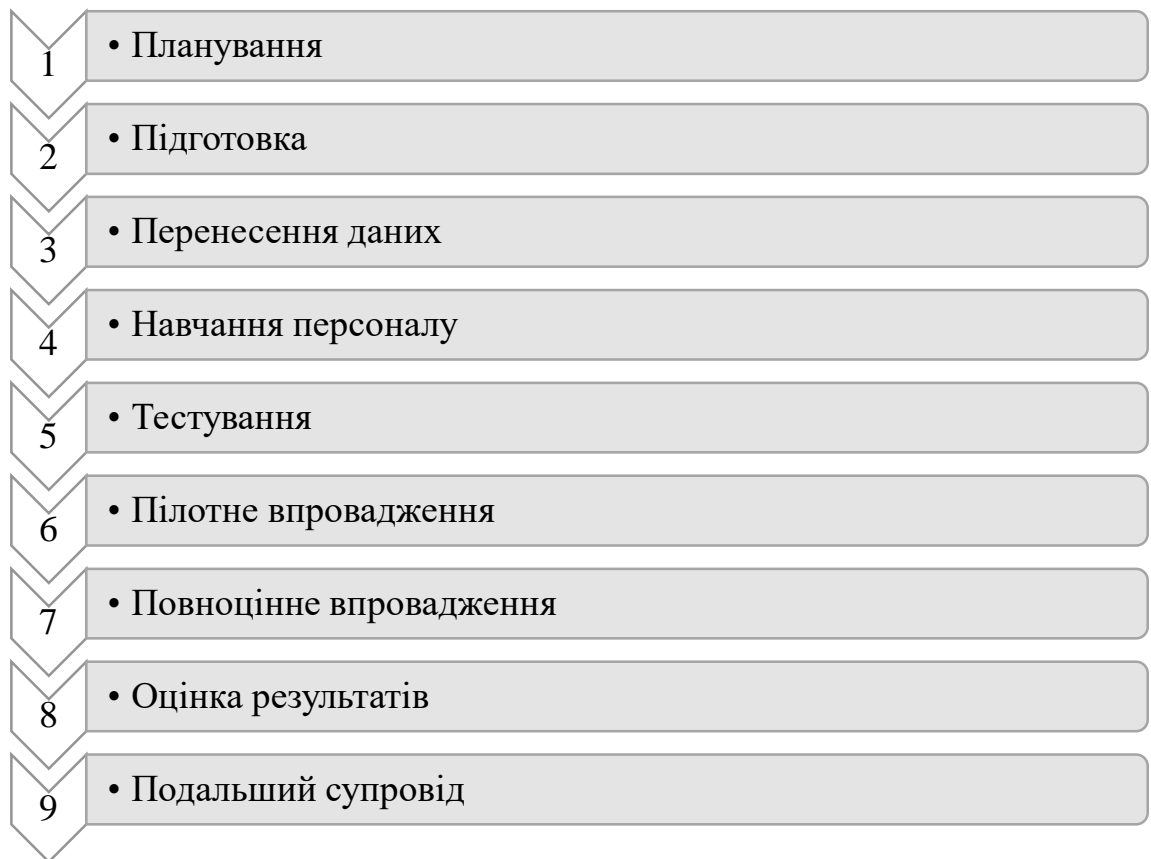 1 • Планування
2 • Підготовка
3 • Перенесення даних
4 • Навчання персоналу
5 • Тестування
6 • Пілотне впровадження
7 • Повноцінне впровадження
8 • Оцінка результатів
9 • Подальший супровід